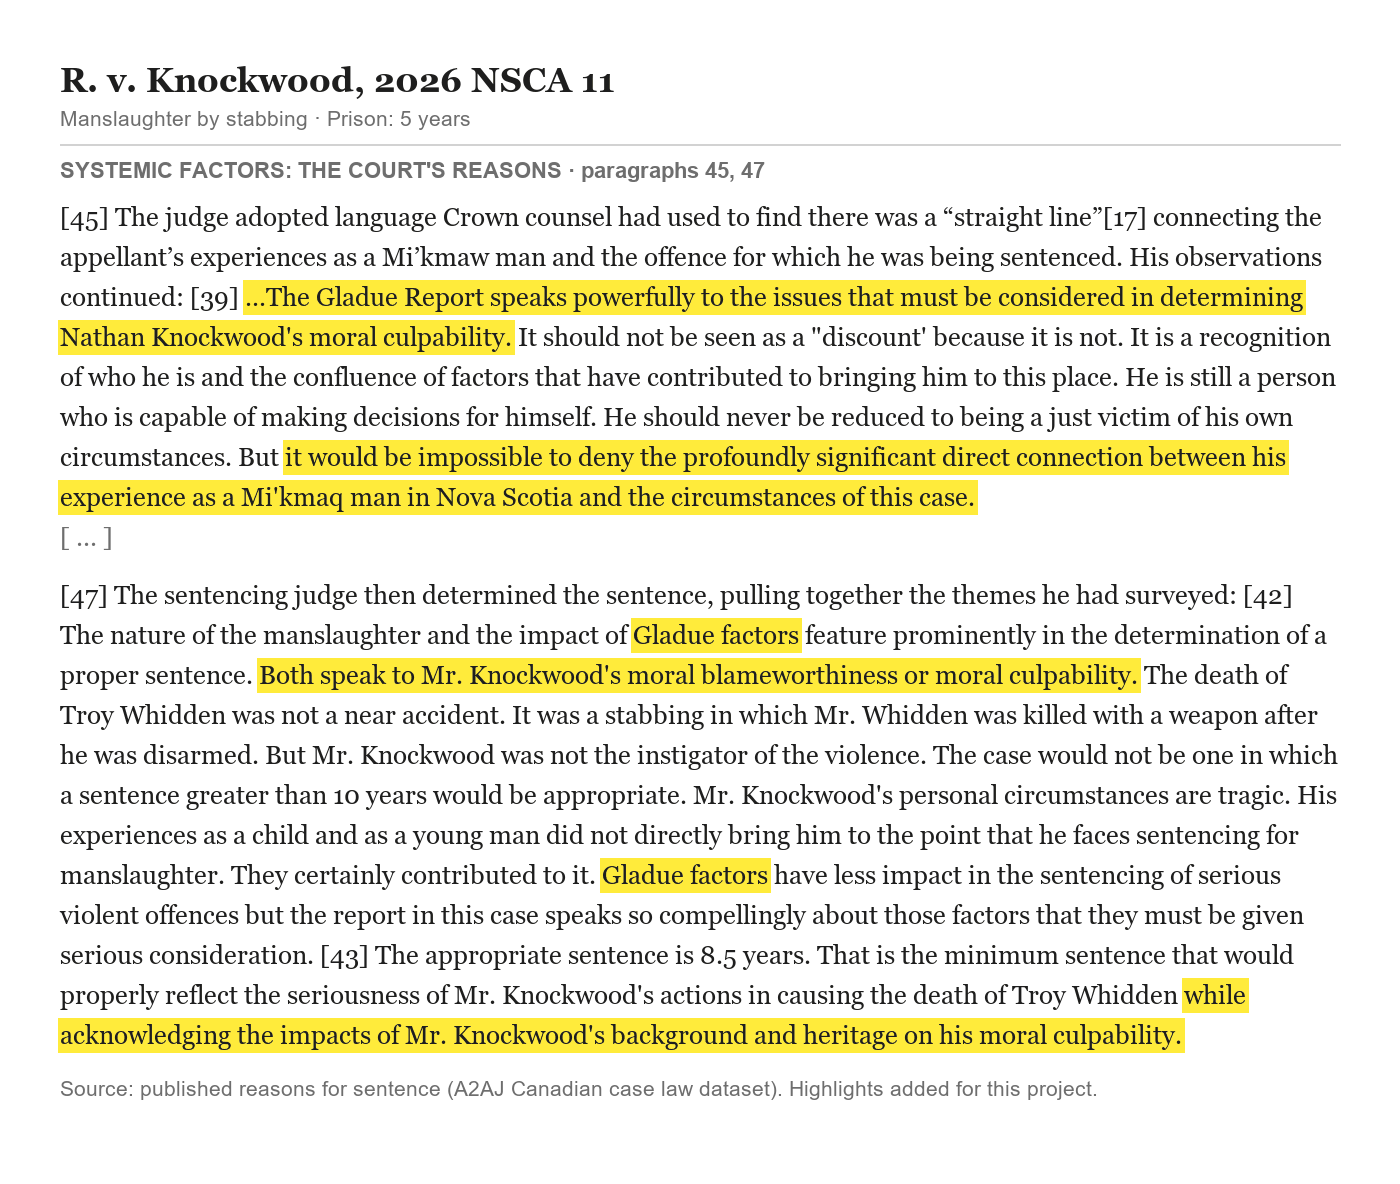 R. v. Knockwood, 2026 NSCA 11
Manslaughter by stabbing · Prison: 5 years
SYSTEMIC FACTORS: THE COURT'S REASONS · paragraphs 45, 47
[45] The judge adopted language Crown counsel had used to find there was a “straight line”[17] connecting the
appellant’s experiences as a Mi’kmaw man and the offence for which he was being sentenced. His observations
continued: [39] …The Gladue Report speaks powerfully to the issues that must be considered in determining
Nathan Knockwood's moral culpability. It should not be seen as a "discount' because it is not. It is a recognition
of who he is and the confluence of factors that have contributed to bringing him to this place. He is still a person
who is capable of making decisions for himself. He should never be reduced to being a just victim of his own
circumstances. But it would be impossible to deny the profoundly significant direct connection between his
experience as a Mi'kmaq man in Nova Scotia and the circumstances of this case.
[ … ]
[47] The sentencing judge then determined the sentence, pulling together the themes he had surveyed: [42]
The nature of the manslaughter and the impact of Gladue factors feature prominently in the determination of a
proper sentence. Both speak to Mr. Knockwood's moral blameworthiness or moral culpability. The death of
Troy Whidden was not a near accident. It was a stabbing in which Mr. Whidden was killed with a weapon after
he was disarmed. But Mr. Knockwood was not the instigator of the violence. The case would not be one in which
a sentence greater than 10 years would be appropriate. Mr. Knockwood's personal circumstances are tragic. His
experiences as a child and as a young man did not directly bring him to the point that he faces sentencing for
manslaughter. They certainly contributed to it. Gladue factors have less impact in the sentencing of serious
violent offences but the report in this case speaks so compellingly about those factors that they must be given
serious consideration. [43] The appropriate sentence is 8.5 years. That is the minimum sentence that would
properly reflect the seriousness of Mr. Knockwood's actions in causing the death of Troy Whidden while
acknowledging the impacts of Mr. Knockwood's background and heritage on his moral culpability.
Source: published reasons for sentence (A2AJ Canadian case law dataset). Highlights added for this project.